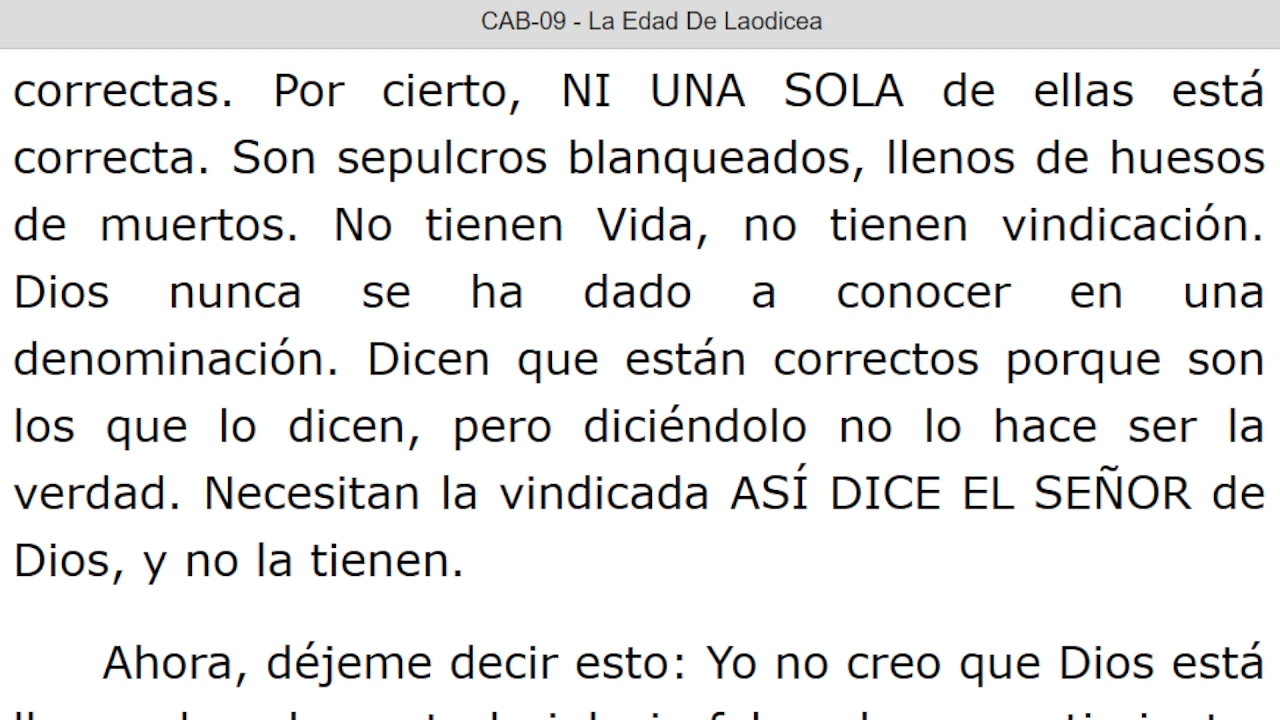 CAB-09 - La Edad De Laodicea
correctas. Por cierto, NI UNA SOLA de ellas está
correcta. Son sepulcros blanqueados, llenos de huesos
de muertos. No tienen Vida, no tienen vindicación.
Dios nunca se ha dado a conocer en una
denominación. Dicen que están correctos porque son
los que lo dicen, pero diciéndolo no lo hace ser la
verdad. Necesitan la vindicada ASÍ DICE EL SEÑOR de
Dios, y no la tienen.
Ahora, déjeme decir esto: Yo no creo que Dios está